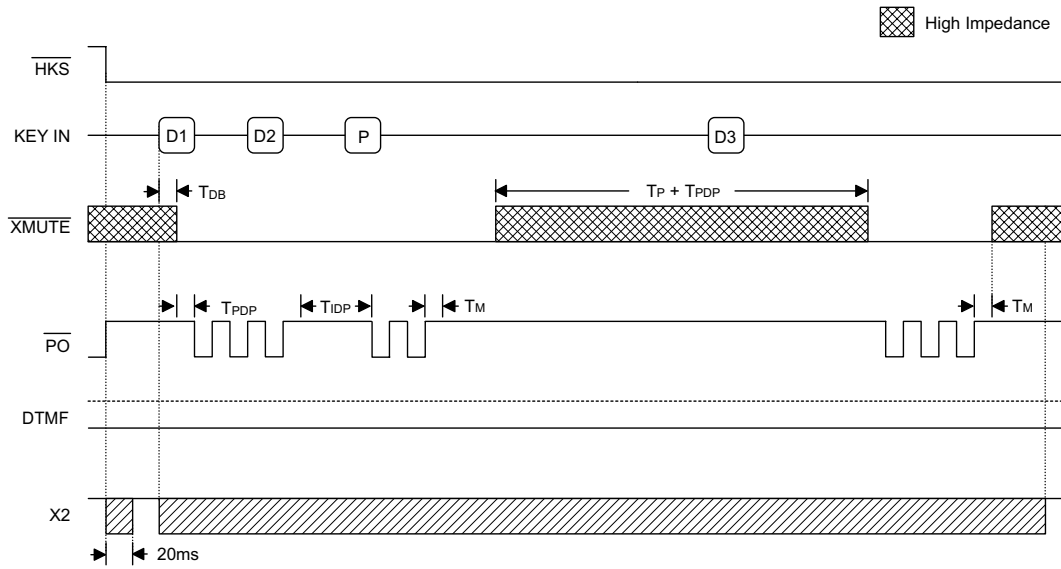 High Impedance
HKS
KEY IN D1 D2 P D3
TDB TP + TPDP
XMUTE
TPDP TIDP TM TM
PO
DTMF
X2
20ms